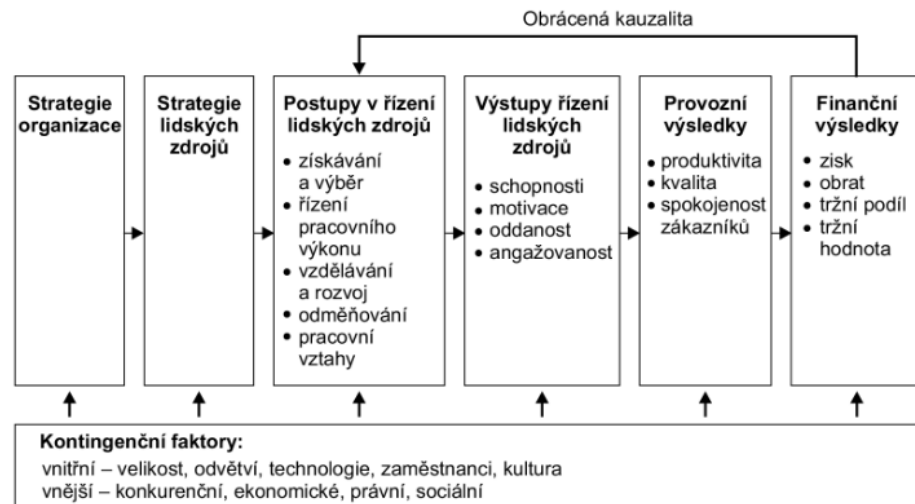 Obrácená kauzalita
Strategie
organizace
Strategie
lidských
zdrojů
Postupy v řízení
lidských zdrojů
• získávání
a výběr
• řízení
pracovního
výkonu
• vzdělávání
a rozvoj
• odměňování
• pracovní
vztahy
Výstupy řízení
lidských
zdrojů
• schopnosti
• motivace
• oddanost
• angažovanost
Provozní
výsledky
• produktivita
• kvalita
• spokojenost
zákazníků
Finanční
výsledky
• zisk
• obrat
• tržní podíl
• tržní
hodnota
Kontingenční faktory:
vnitřní – velikost, odvětví, technologie, zaměstnanci, kultura
vnější – konkurenční, ekonomické, právní, sociální